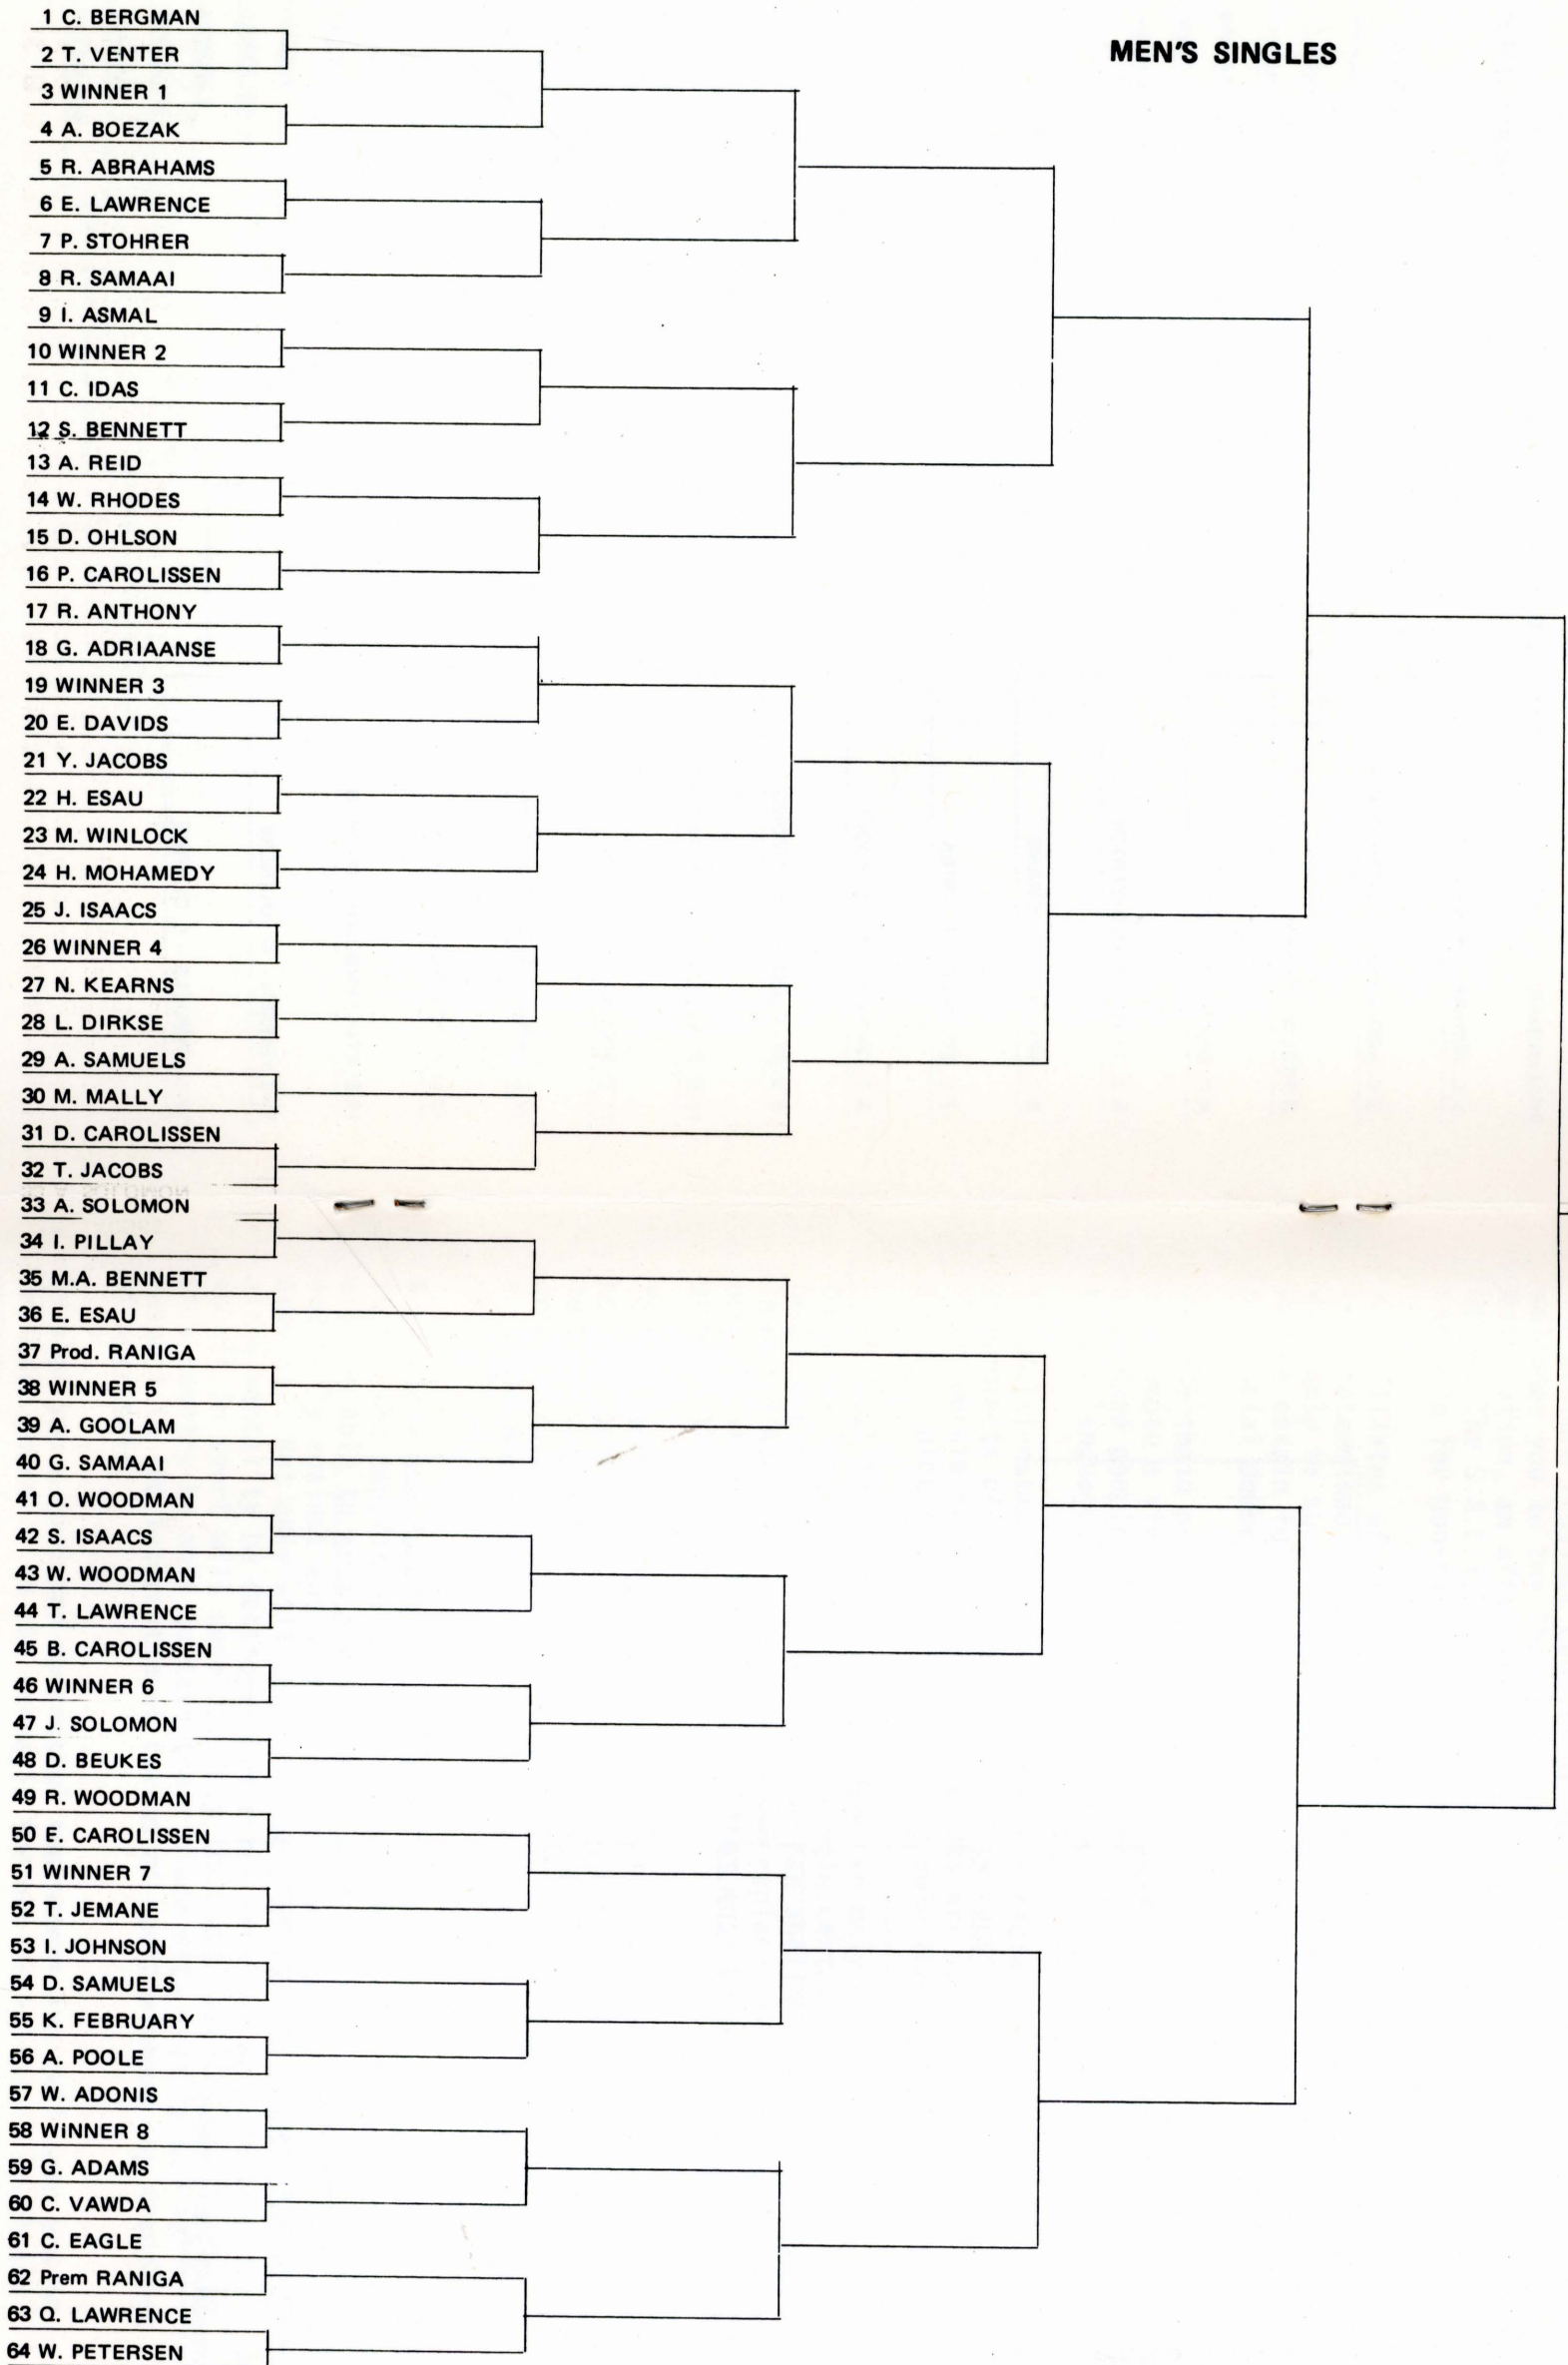 MEN'S SINGLES
1 C. BERGMAN
2 T. VENTER
3 WINNER 1
4 A. BOEZAK
5 R. ABRAHAMS
6 E. LAWRENCE
7 P. STOHRER
8 R. SAMAAI
9 I. ASMAL
10 WINNER 2
11 C. IDAS
12 S. BENNETT
13 A. REID
14 W. RHODES
15 D. OHLSON
16 P. CAROLISSEN
17 R. ANTHONY
18 G. ADRIAANSE
19 WINNER 3
20 E. DAVIDS
21 Y. JACOBS
22 H. ESAU
23 M. WINLOCK
24 H. MOHAMEDY
25 J. ISAACS
26 WINNER 4
27 N. KEARNS
28 L. DIRKSE
29 A. SAMUELS
30 M. MALLY
31 D. CAROLISSEN
32 T. JACOBS
33 A. SOLOMON
34 I. PILLAY
35 M.A. BENNETT
36 E. ESAU
37 Prod. RANIGA
38 WINNER 5
39 A. GOOLAM
40 G. SAMAAI
41 O. WOODMAN
42 S. ISAACS
43 W. WOODMAN
44 T. LAWRENCE
45 B. CAROLISSEN
46 WINNER 6
47 J. SOLOMON
48 D. BEUKES
49 R. WOODMAN
50 E. CAROLISSEN
51 WINNER 7
52 T. JEMANE
53 I. JOHNSON
54 D. SAMUELS
55 K. FEBRUARY
56 A. POOLE
57 W. ADONIS
58 WINNER 8
59 G. ADAMS
60 C. VAWDA
61 C. EAGLE
62 Prem RANIGA
63 Q. LAWRENCE
64 W. PETERSEN